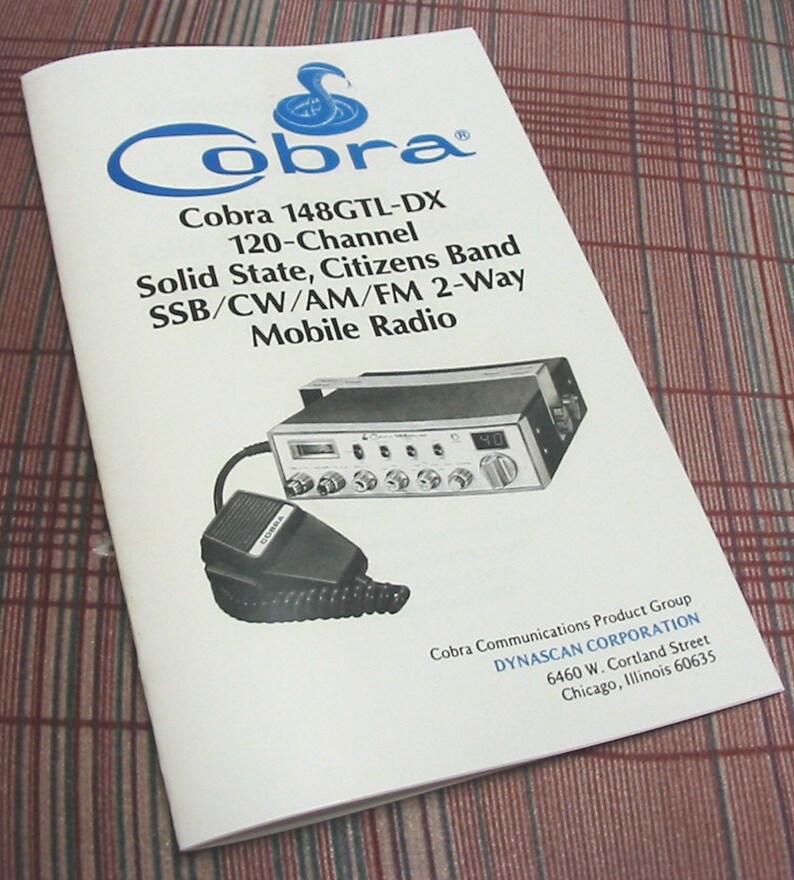 Cobra®
Cobra 148GTL-DX
120-Channel
Solid State, Citizens Band
SSB/CW/AM/FM 2-Way
Mobile Radio
40
COBRA
Cobra Communications Product Group
DYNASCAN CORPORATION
6460 W. Cortland Street
Chicago, Illinois 60635